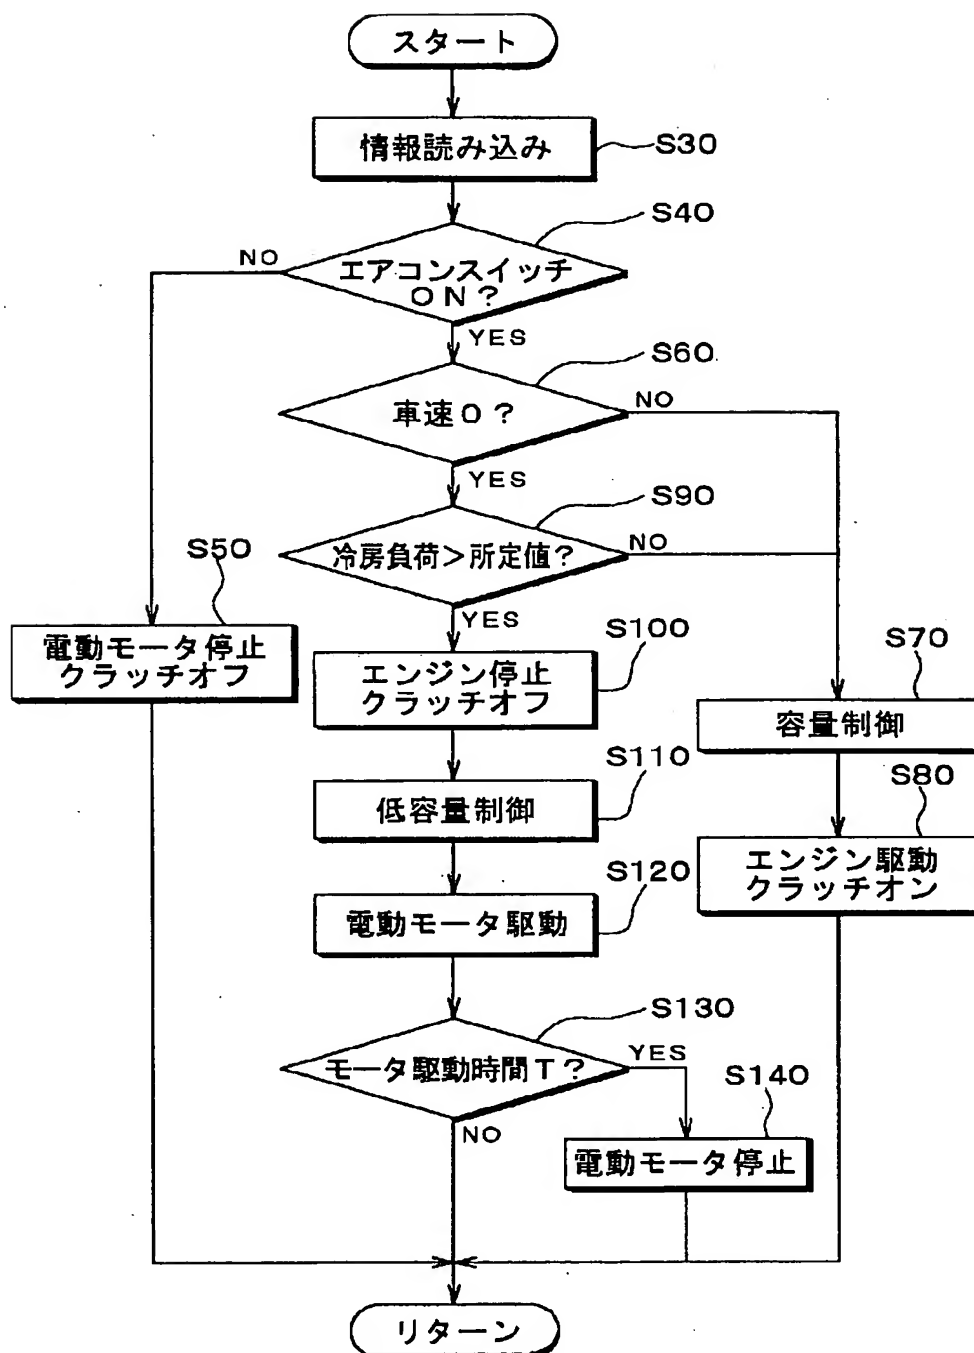 スタート
情報読み込み
S30
S40
NO
エアコンスイッチ
ON?
YES
S60
車速0?
NO
YES
S90
冷房負荷>所定値?
NO
YES
S50
電動モータ停止
クラッチオフ
S100
エンジン停止
クラッチオフ
S70
容量制御
S110
低容量制御
S80
エンジン駆動
クラッチオン
S120
電動モータ駆動
S130
モータ駆動時間T?
YES
NO
S140
電動モータ停止
リターン